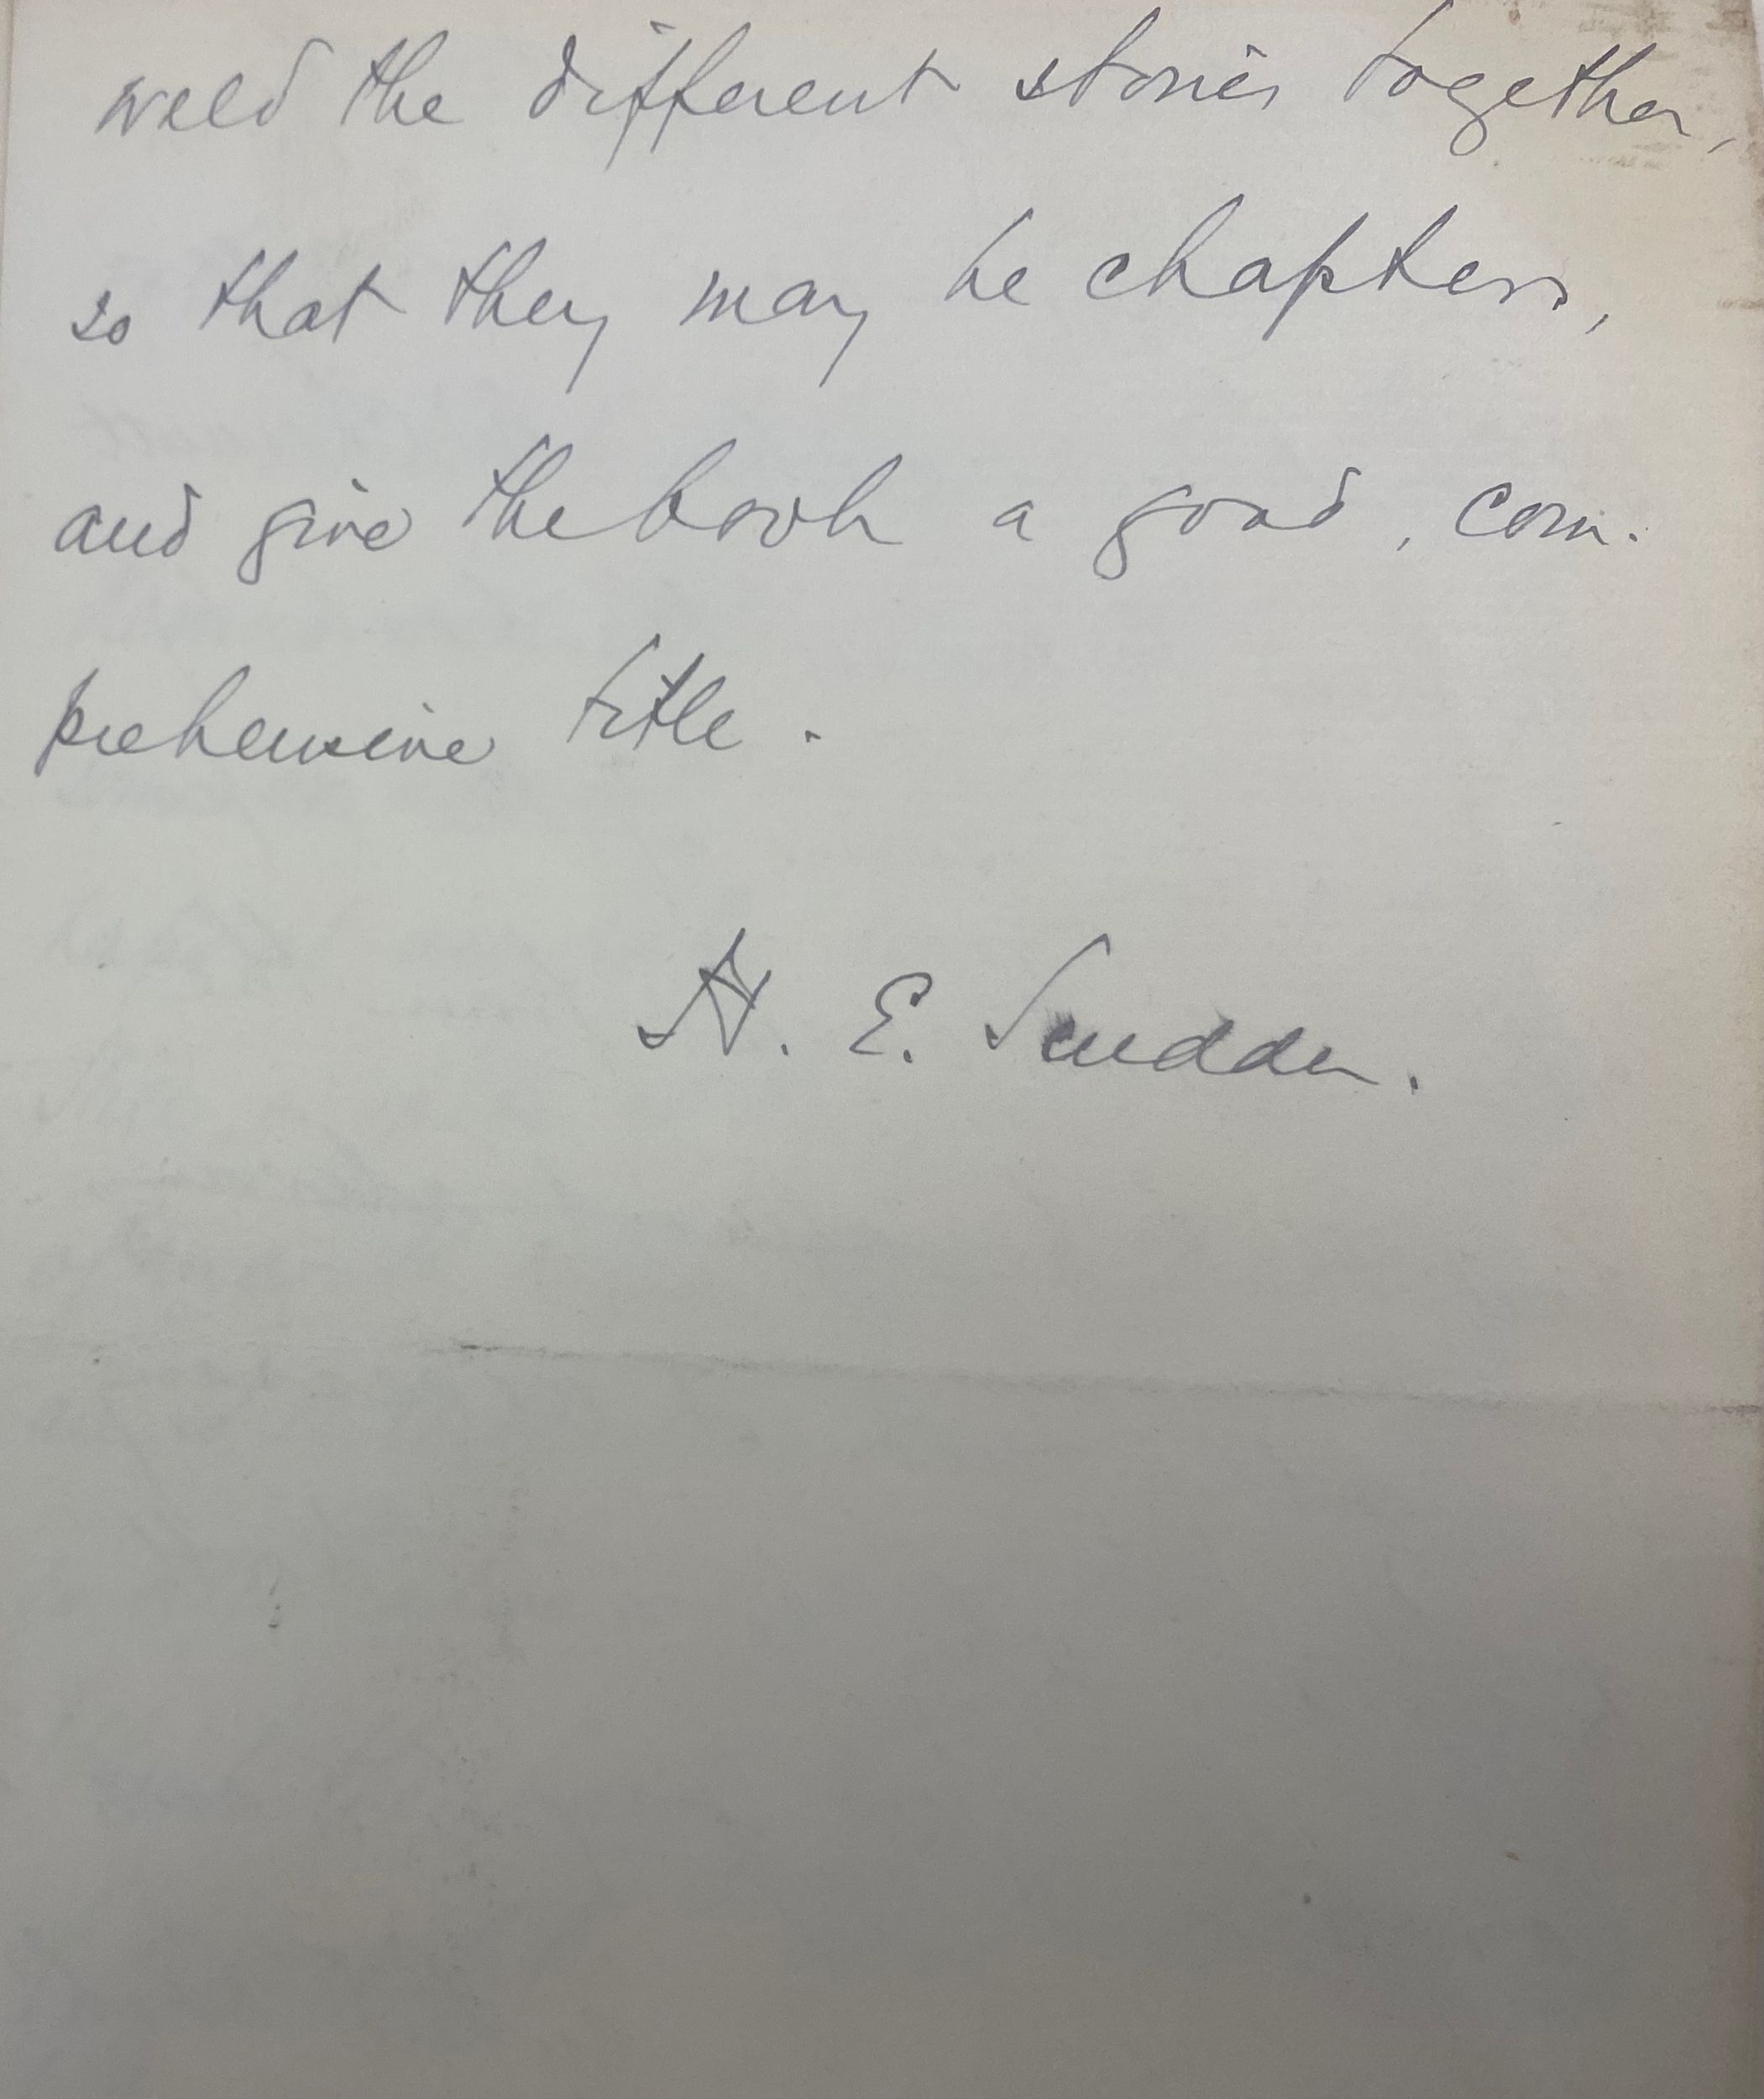 weld the different stories together,
so that they may be chapters,
and give the book a good, com-
prehensive title.
H. E. Scudder.